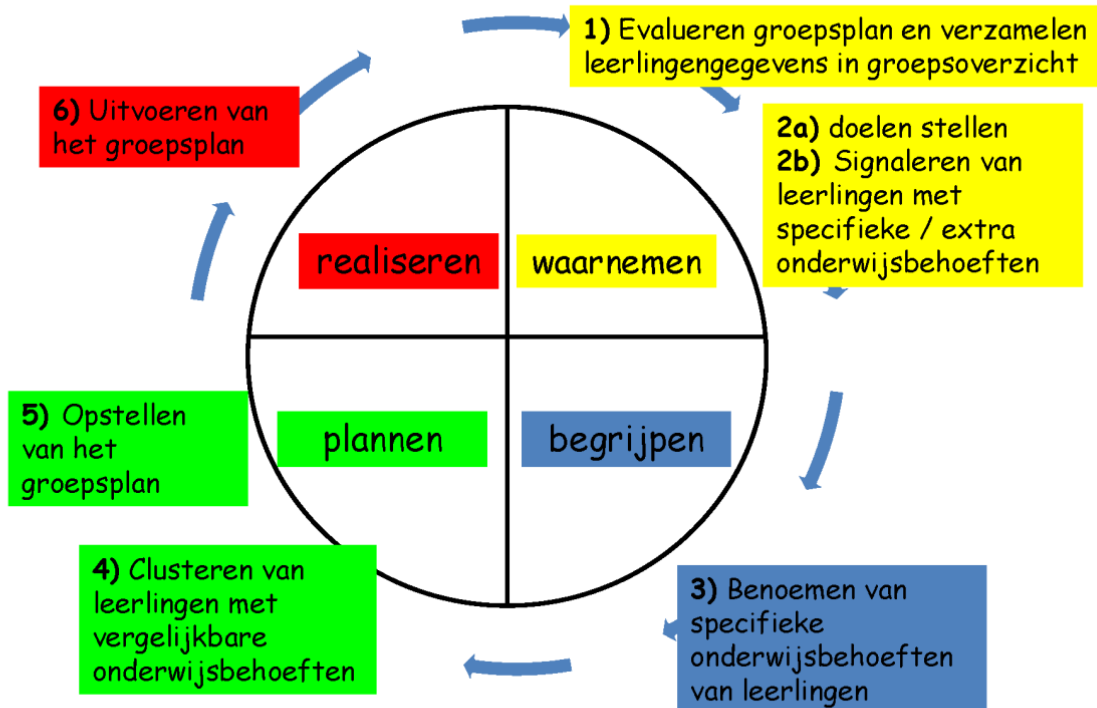 1) Evalueren groepsplan en verzamelen
leerlingengegevens in groepsoverzicht
2a) doelen stellen
2b) Signaleren van
leerlingen met
specifieke / extra
onderwijsbehoeften
3) Benoemen van
specifieke
onderwijsbehoeften
van leerlingen
4) Clusteren van
leerlingen met
vergelijkbare
onderwijsbehoeften
5) Opstellen
van het
groepsplan
6) Uitvoeren van
het groepsplan
realiseren
waarnemen
plannen
begrijpen